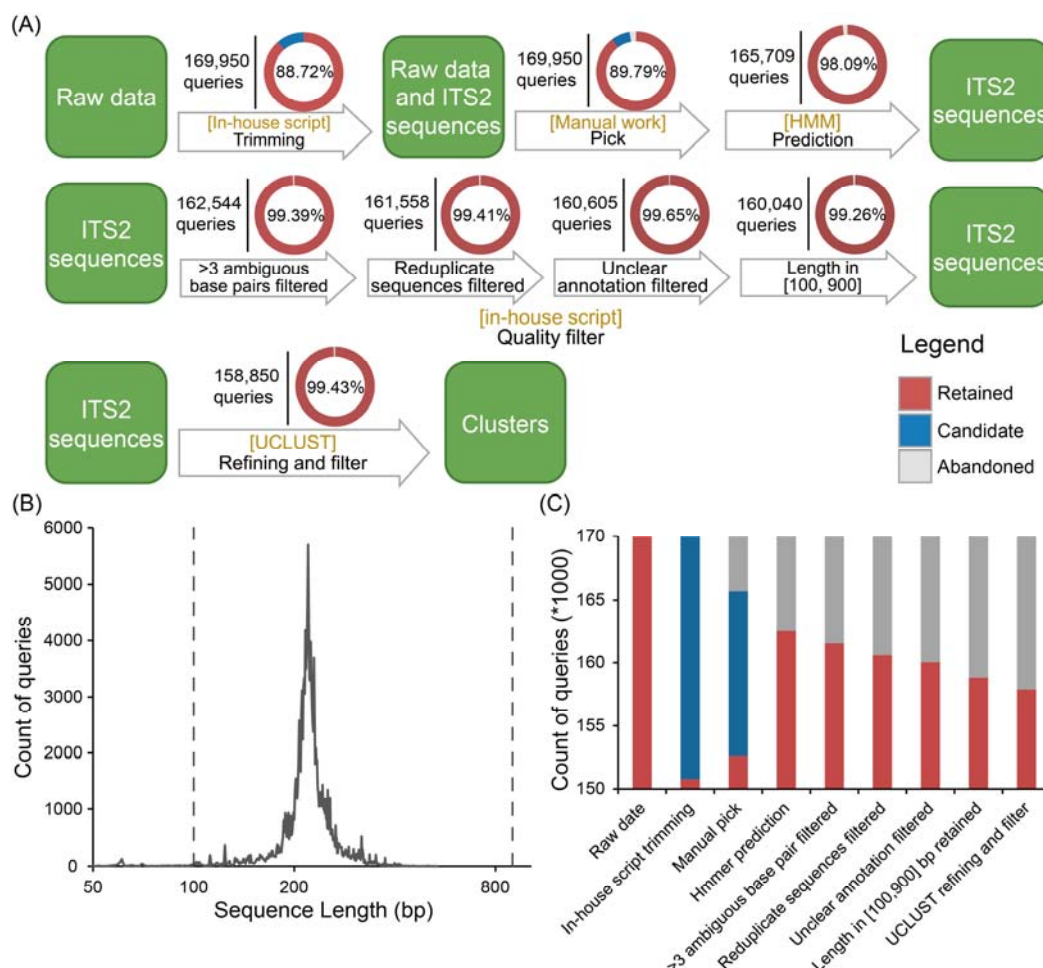 (A)
Raw data
169,950
queries
88.72%
[In-house script]
Trimming
Raw data
and ITS2
sequences
169,950
queries
89.79%
[Manual work]
Pick
165,709
queries
98.09%
[HMM]
Prediction
ITS2
sequences
ITS2
sequences
162,544
queries
99.39%
>3 ambiguous
base pairs filtered
161,558
queries
99.41%
Reduplicate
sequences filtered
160,605
queries
99.65%
Unclear
annotation filtered
160,040
queries
99.26%
Length in
[100, 900]
ITS2
sequences
[in-house script]
Quality filter
ITS2
sequences
158,850
queries
99.43%
[UCLUST]
Refining and filter
Clusters
Legend
Retained
Candidate
Abandoned
(B)
Count of queries
6000
5000
4000
3000
2000
1000
0
50
100
200
800
Sequence Length (bp)
(C)
Count of queries (*1000)
170
165
160
155
150
Raw date
In-house script trimming
Manual pick
Hmmer prediction
>3 ambiguous base pair filtered
Reduplicate sequences filtered
Unclear annotation filtered
Length in [100,900] bp retained
UCLUST refining and filter